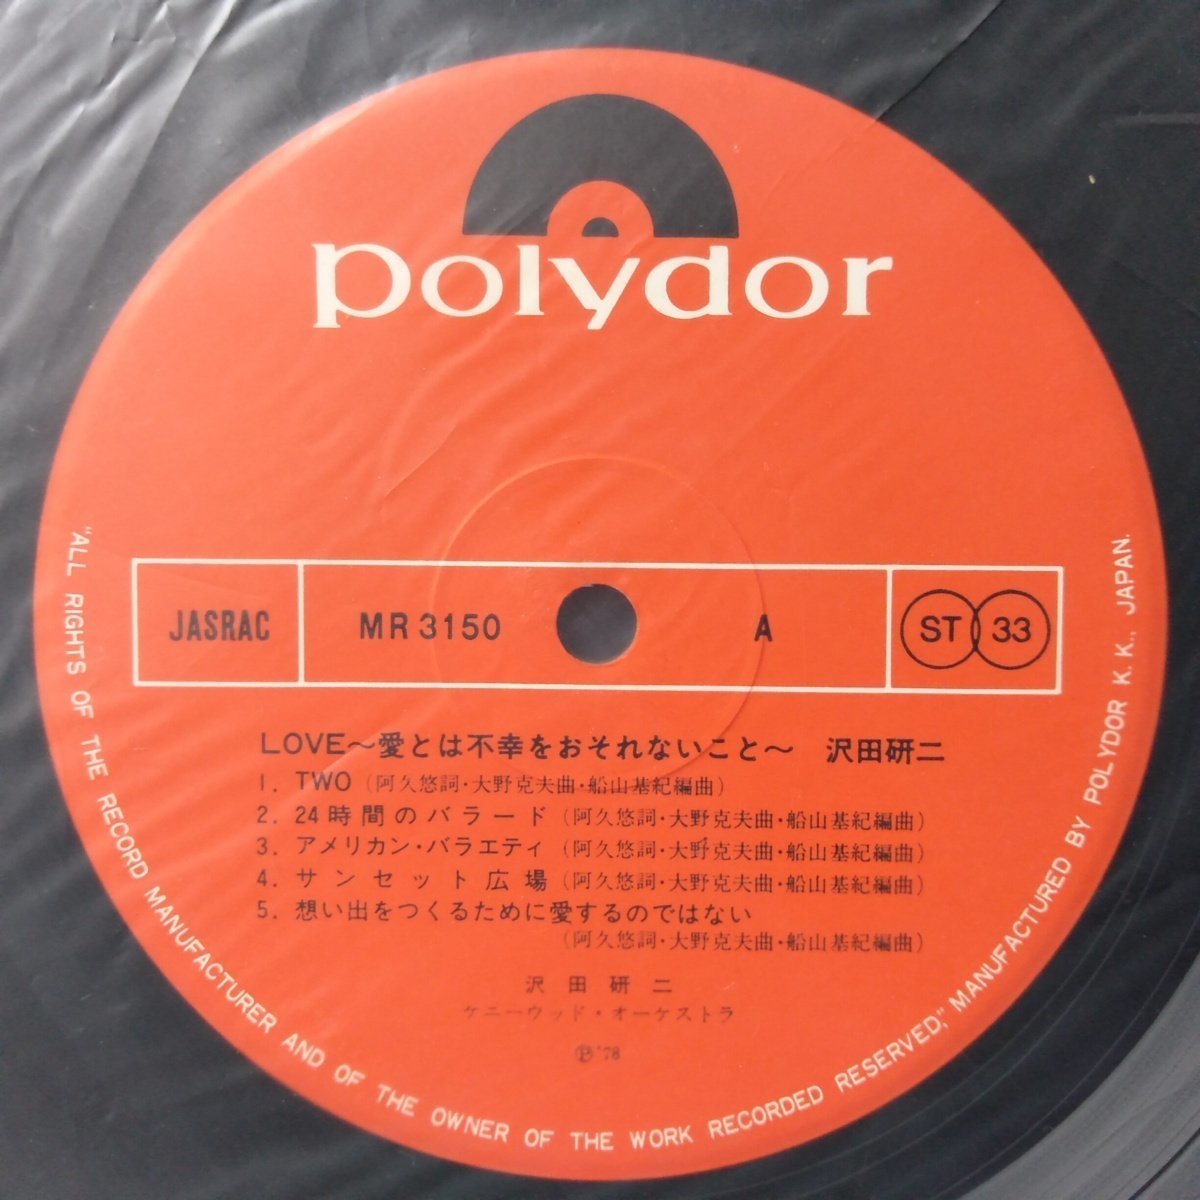 polydor
JASRAC MR 3150 A ST 33
LOVE～愛とは不幸をおそれないこと～ 沢田研二
1. TWO (阿久悠詞・大野克夫曲・船山基紀編曲)
2. 24時間のバラード (阿久悠詞・大野克夫曲・船山基紀編曲)
3. アメリカン・バラエティ (阿久悠詞・大野克夫曲・船山基紀編曲)
4. サンセット広場 (阿久悠詞・大野克夫曲・船山基紀編曲)
5. 想い出をつくるために愛するのではない
(阿久悠詞・大野克夫曲・船山基紀編曲)
沢田研二
ケニーウッド・オーケストラ
Ⓟ'78
"ALL RIGHTS OF THE RECORD MANUFACTURER AND OF THE OWNER OF THE WORK RECORDED RESERVED," MANUFACTURED BY POLYDOR K. K., JAPAN.